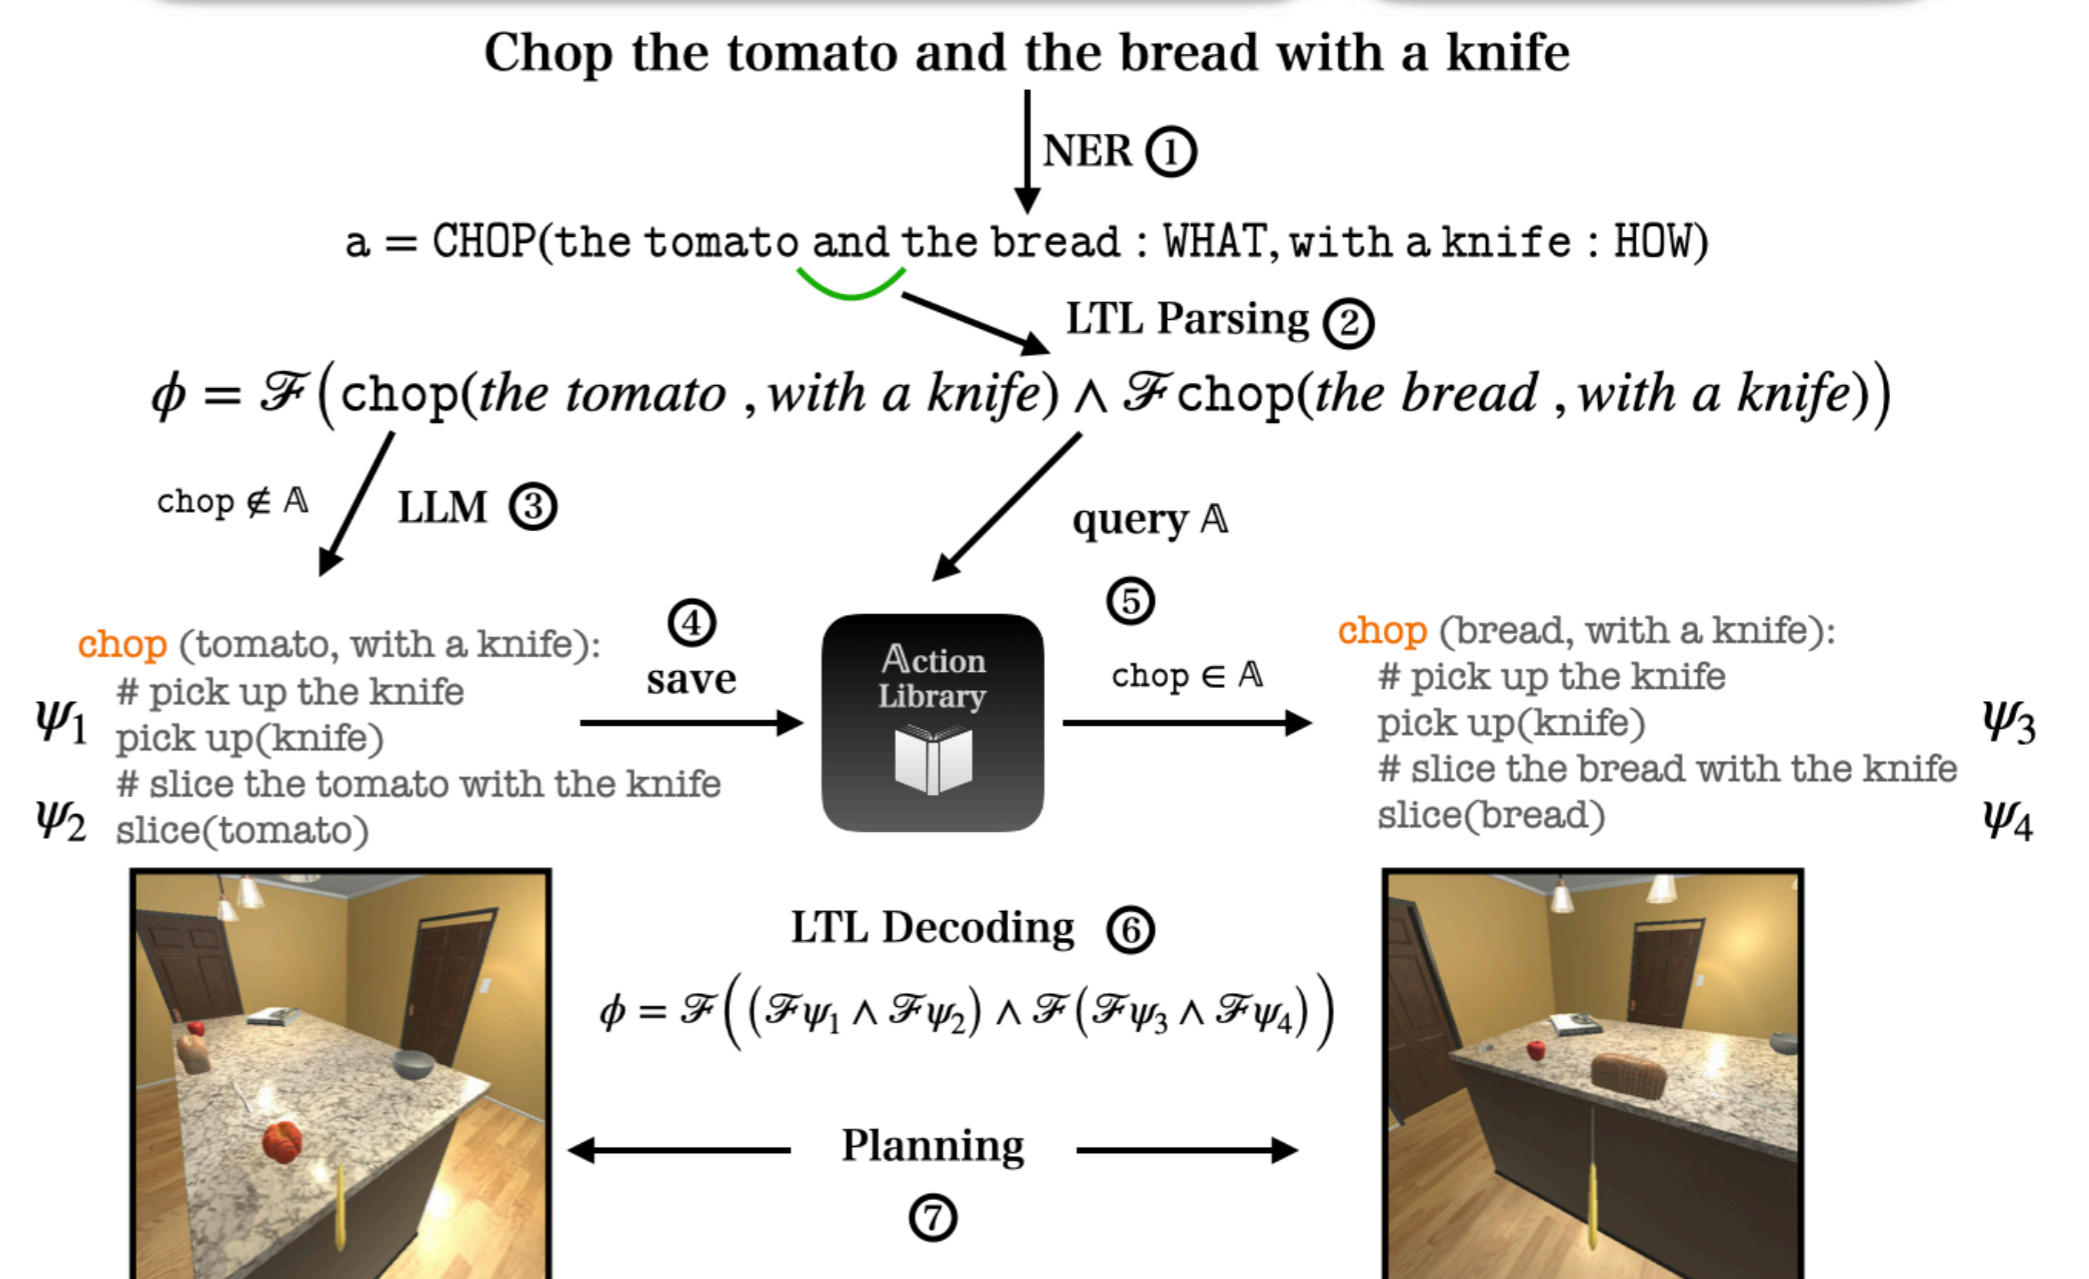 Chop the tomato and the bread with a knife
NER ①
a = CHOP(the tomato and the bread : WHAT, with a knife : HOW)
LTL Parsing ②
ϕ = ℱ(chop(the tomato , with a knife) ∧ ℱ chop(the bread , with a knife))
chop ∉ 𝔸
LLM ③
query 𝔸
④
save
⑤
chop ∈ 𝔸
chop (tomato, with a knife):
# pick up the knife
ψ1 pick up(knife)
# slice the tomato with the knife
ψ2 slice(tomato)
𝔸ction
Library
chop (bread, with a knife):
# pick up the knife
pick up(knife) ψ3
# slice the bread with the knife
slice(bread) ψ4
LTL Decoding ⑥
ϕ = ℱ((ℱψ1 ∧ ℱψ2) ∧ ℱ(ℱψ3 ∧ ℱψ4))
Planning
⑦